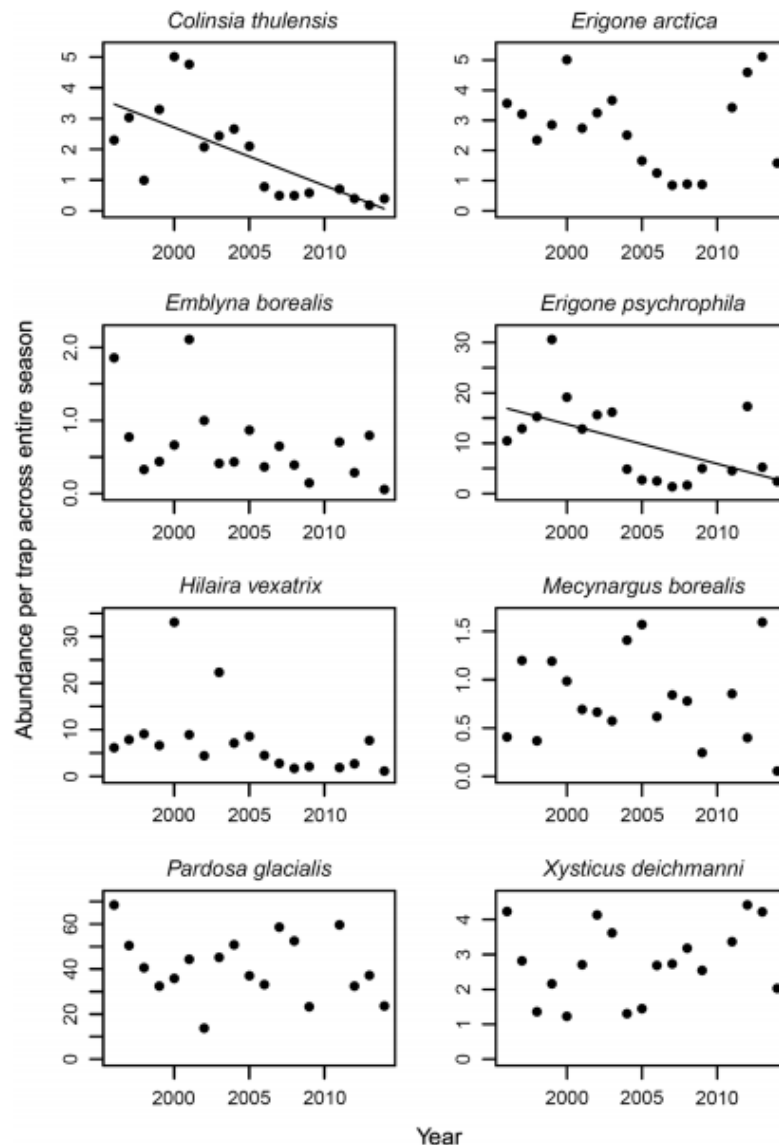 Colinsia thulensis
Erigone arctica
5
4
3
2
1
0
2000 2005 2010
5
4
3
2
1
0
2000 2005 2010
Emblyna borealis
Erigone psychrophila
2.0
1.0
0.0
2000 2005 2010
30
20
10
0
2000 2005 2010
Abundance per trap across entire season
Hilaira vexatrix
Mecynargus borealis
30
20
10
0
2000 2005 2010
1.5
1.0
0.5
0.0
2000 2005 2010
Pardosa glacialis
Xysticus deichmanni
60
40
20
0
2000 2005 2010
4
3
2
1
0
2000 2005 2010
Year